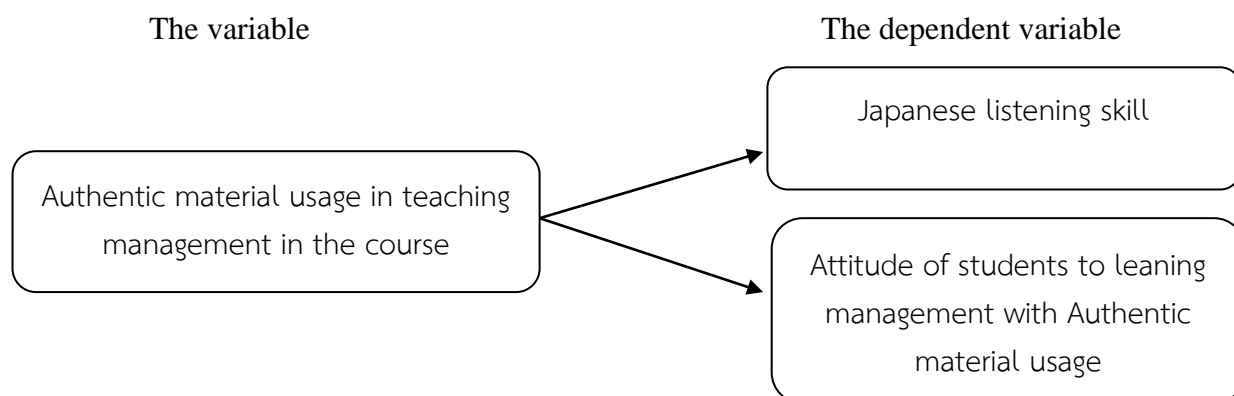 The variable
The dependent variable
Japanese listening skill
Authentic material usage in teaching
management in the course
Attitude of students to leaning
management with Authentic
material usage